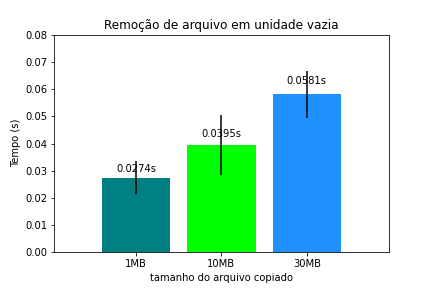 Remoção de arquivo em unidade vazia
0.08
0.07
0.06
0.05
0.04
0.03
0.02
0.01
0.00
Tempo (s)
0.0274s
0.0395s
0.0581s
1MB
10MB
30MB
tamanho do arquivo copiado